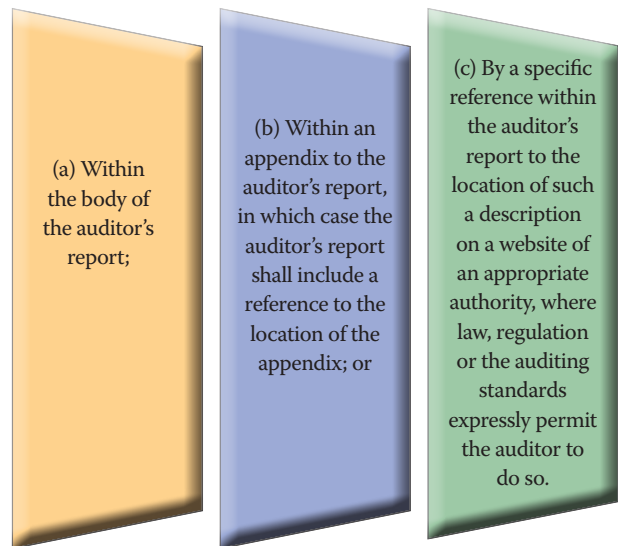 (a) Within
the body of
the auditor’s
report;
(b) Within an
appendix to the
auditor’s report,
in which case the
auditor’s report
shall include a
reference to the
location of the
appendix; or
(c) By a specific
reference within
the auditor’s
report to the
location of such
a description
on a website of
an appropriate
authority, where
law, regulation
or the auditing
standards
expressly permit
the auditor to
do so.